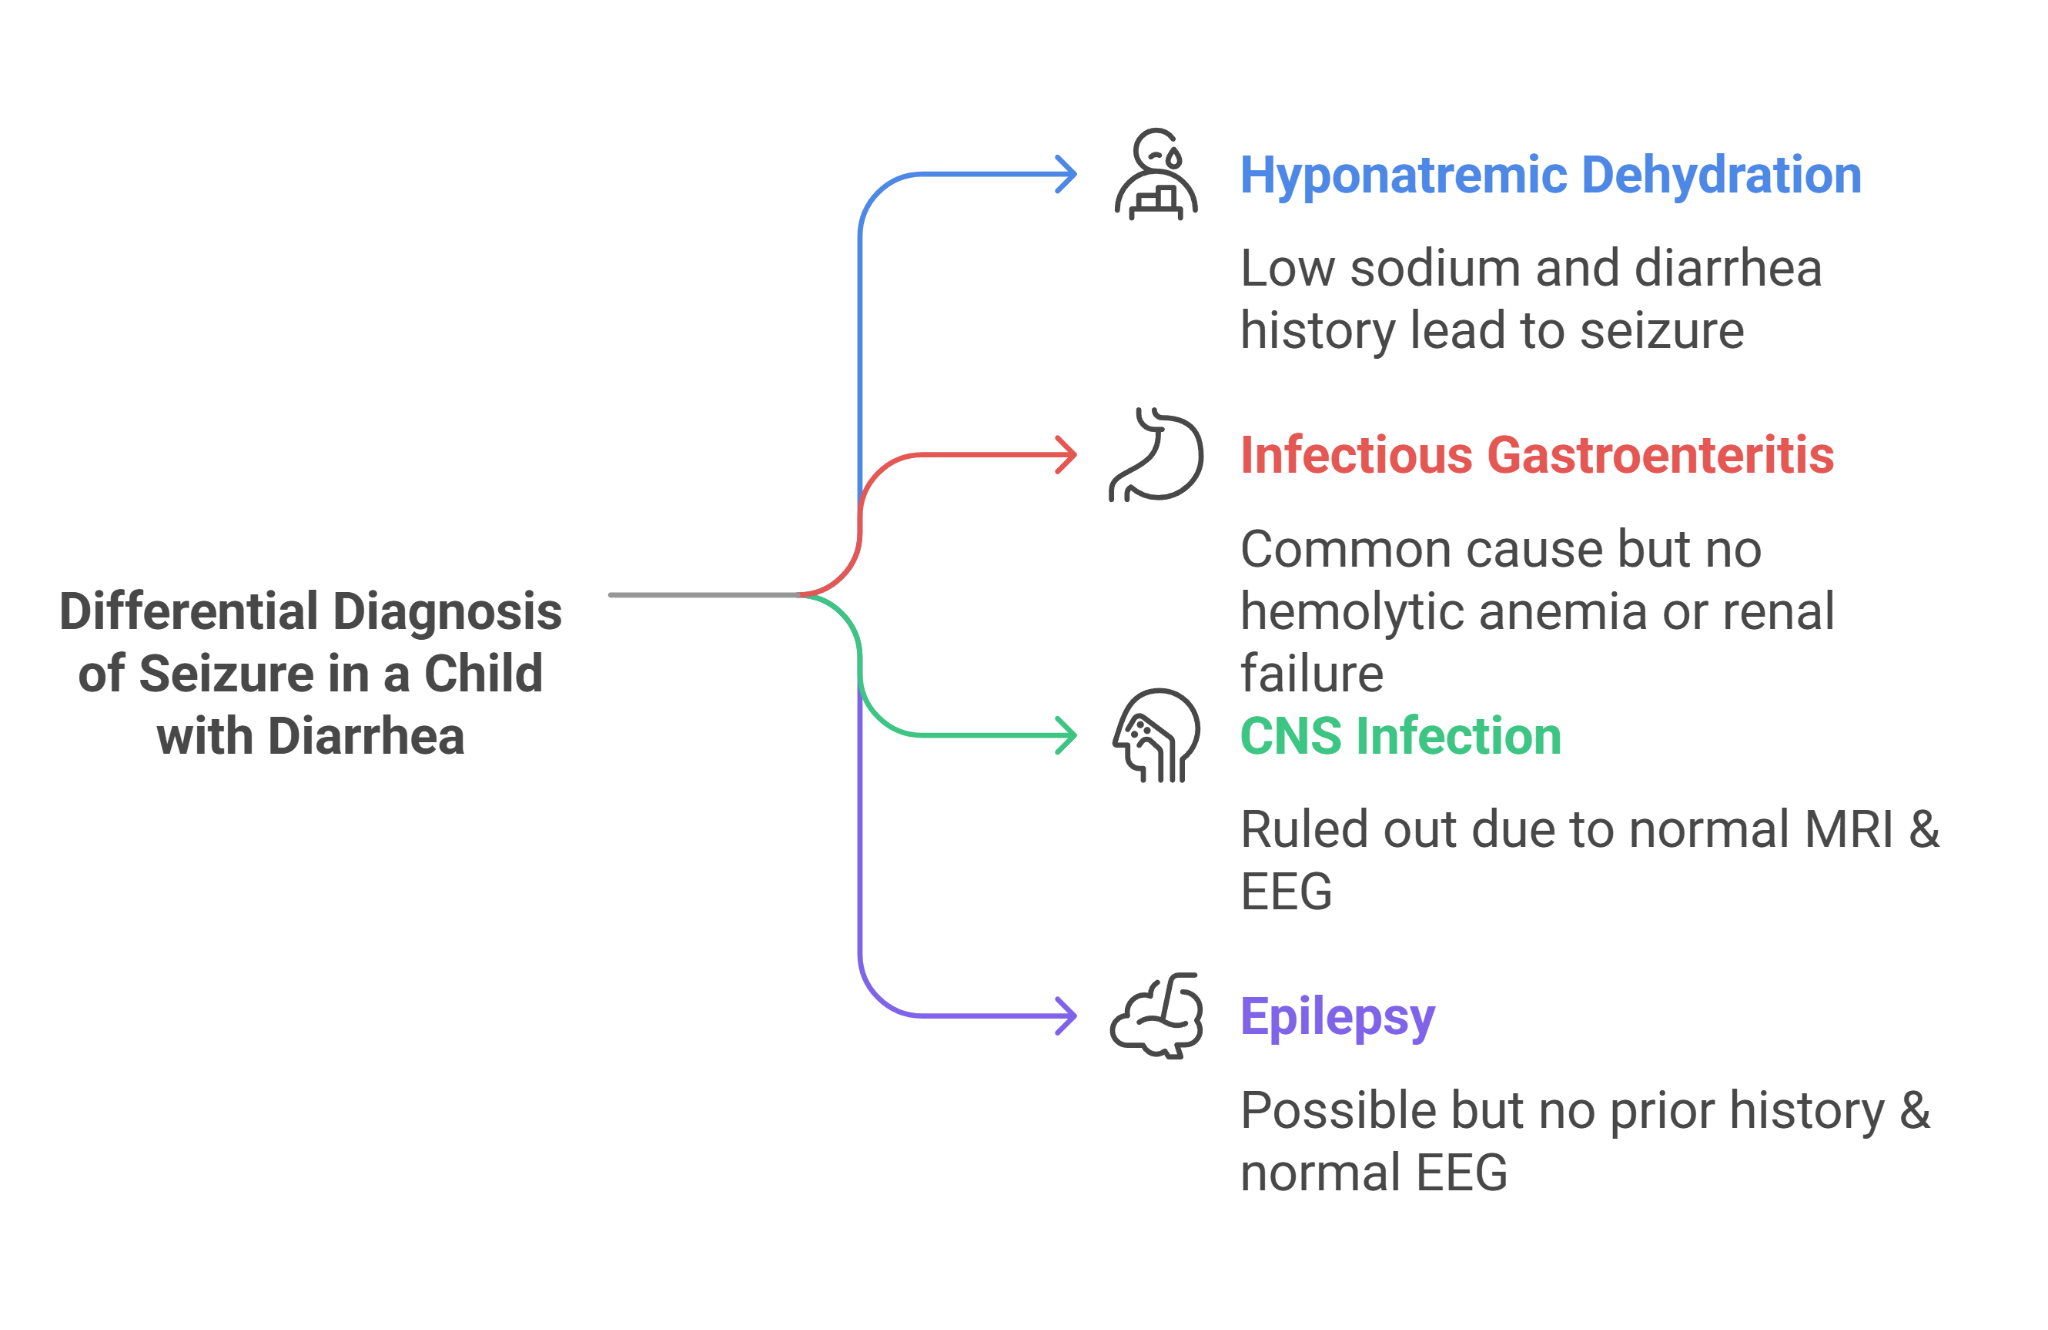 Differential Diagnosis
of Seizure in a Child
with Diarrhea
Hyponatremic Dehydration
Low sodium and diarrhea
history lead to seizure
Infectious Gastroenteritis
Common cause but no
hemolytic anemia or renal
failure
CNS Infection
Ruled out due to normal MRI &
EEG
Epilepsy
Possible but no prior history &
normal EEG